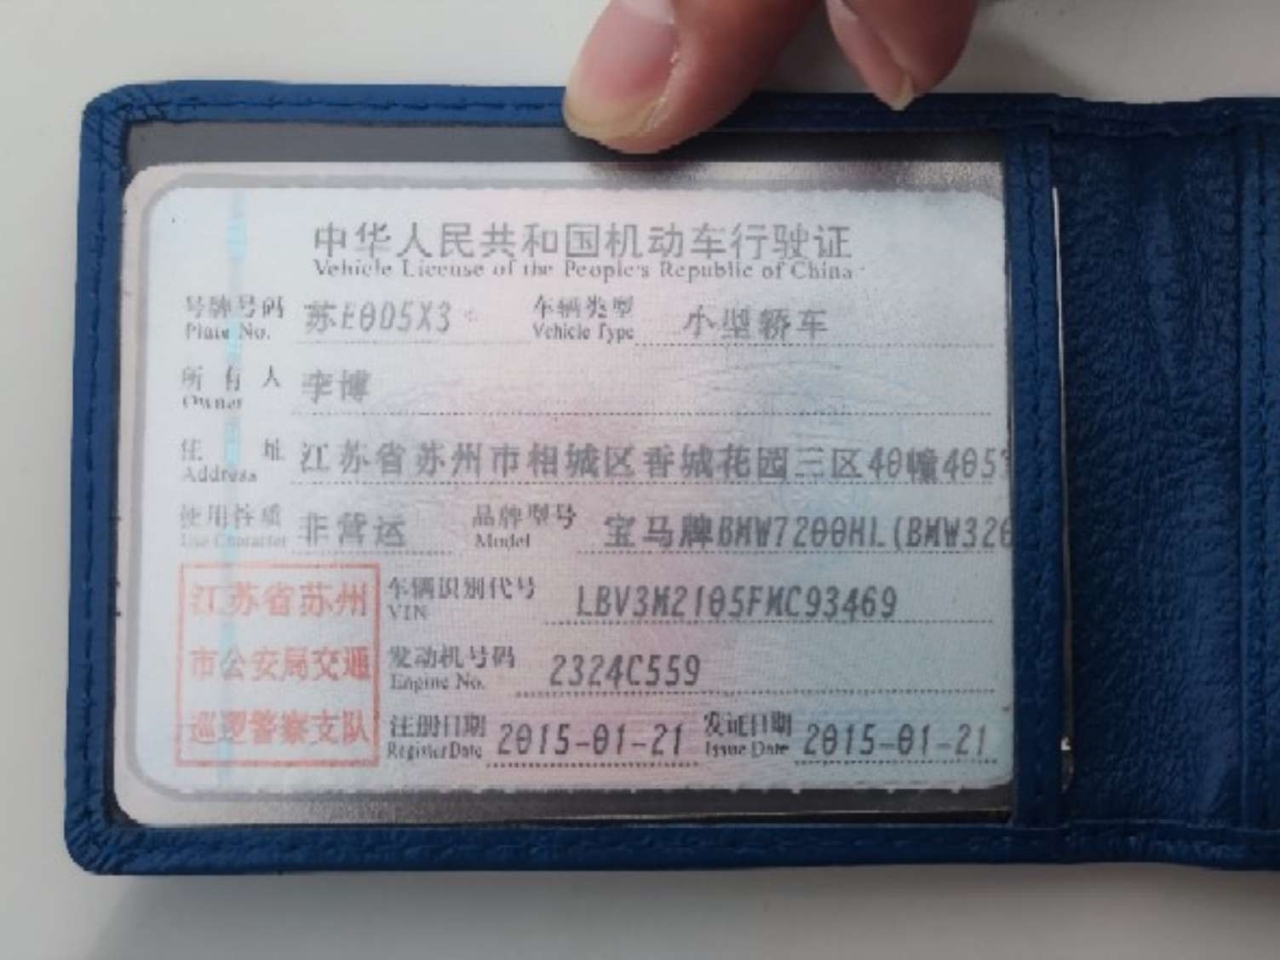 中华人民共和国机动车行驶证
Vehicle License of the People's Republic of China
号牌号码 苏E0D5X3 车辆类型 小型轿车
Plate No. Vehicle Type
所有人 李博
Owner
住址 江苏省苏州市相城区香城花园三区40幢405
Address
使用性质 非营运 品牌型号 宝马牌BMW7200HL(BMW320
Use Character Model
江苏省苏州 车辆识别代号 LBV3M2105FMC93469
VIN
市公安局交通 发动机号码 2324C559
Engine No.
巡逻警察支队 注册日期 2015-01-21 发证日期 2015-01-21
Register Date Issue Date